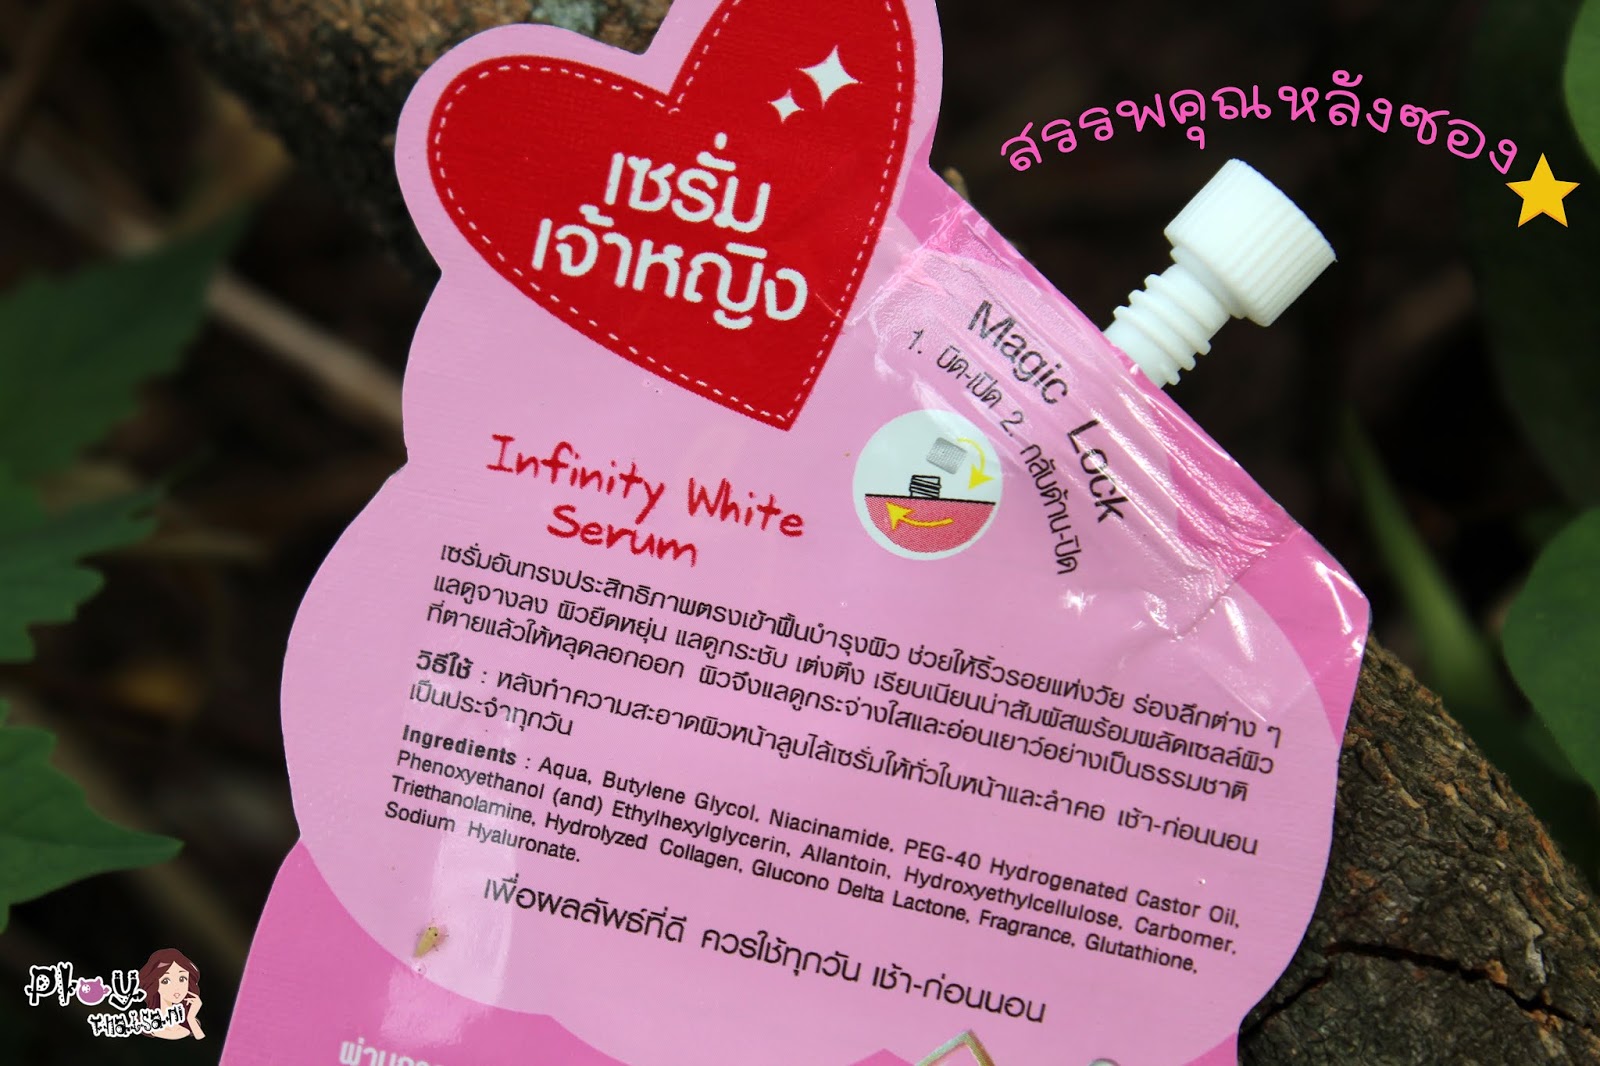 สรรพคุณหลังซอง
เซรั่ม
เจ้าหญิง
Magic Lock
1. บิด-เปิด 2. กลับด้าน-ปิด
Infinity White
Serum
เซรั่มอันทรงประสิทธิภาพตรงเข้าฟื้นบำรุงผิว ช่วยให้ริ้วรอยแห่งวัย ร่องลึกต่าง ๆ
แลดูจางลง ผิวยืดหยุ่น แลดูกระชับ เต่งตึง เรียบเนียนน่าสัมผัสพร้อมผลัดเซลล์ผิว
ที่ตายแล้วให้หลุดลอกออก ผิวจึงแลดูกระจ่างใสและอ่อนเยาว์อย่างเป็นธรรมชาติ
วิธีใช้ : หลังทำความสะอาดผิวหน้าลูบไล้เซรั่มให้ทั่วใบหน้าและลำคอ เช้า-ก่อนนอน
เป็นประจำทุกวัน
Ingredients : Aqua, Butylene Glycol, Niacinamide, PEG-40 Hydrogenated Castor Oil,
Phenoxyethanol (and) Ethylhexylglycerin, Allantoin, Hydroxyethylcellulose, Carbomer,
Triethanolamine, Hydrolyzed Collagen, Glucono Delta Lactone, Fragrance, Glutathione,
Sodium Hyaluronate.
เพื่อผลลัพธ์ที่ดี ควรใช้ทุกวัน เช้า-ก่อนนอน
Ploy
thaisani